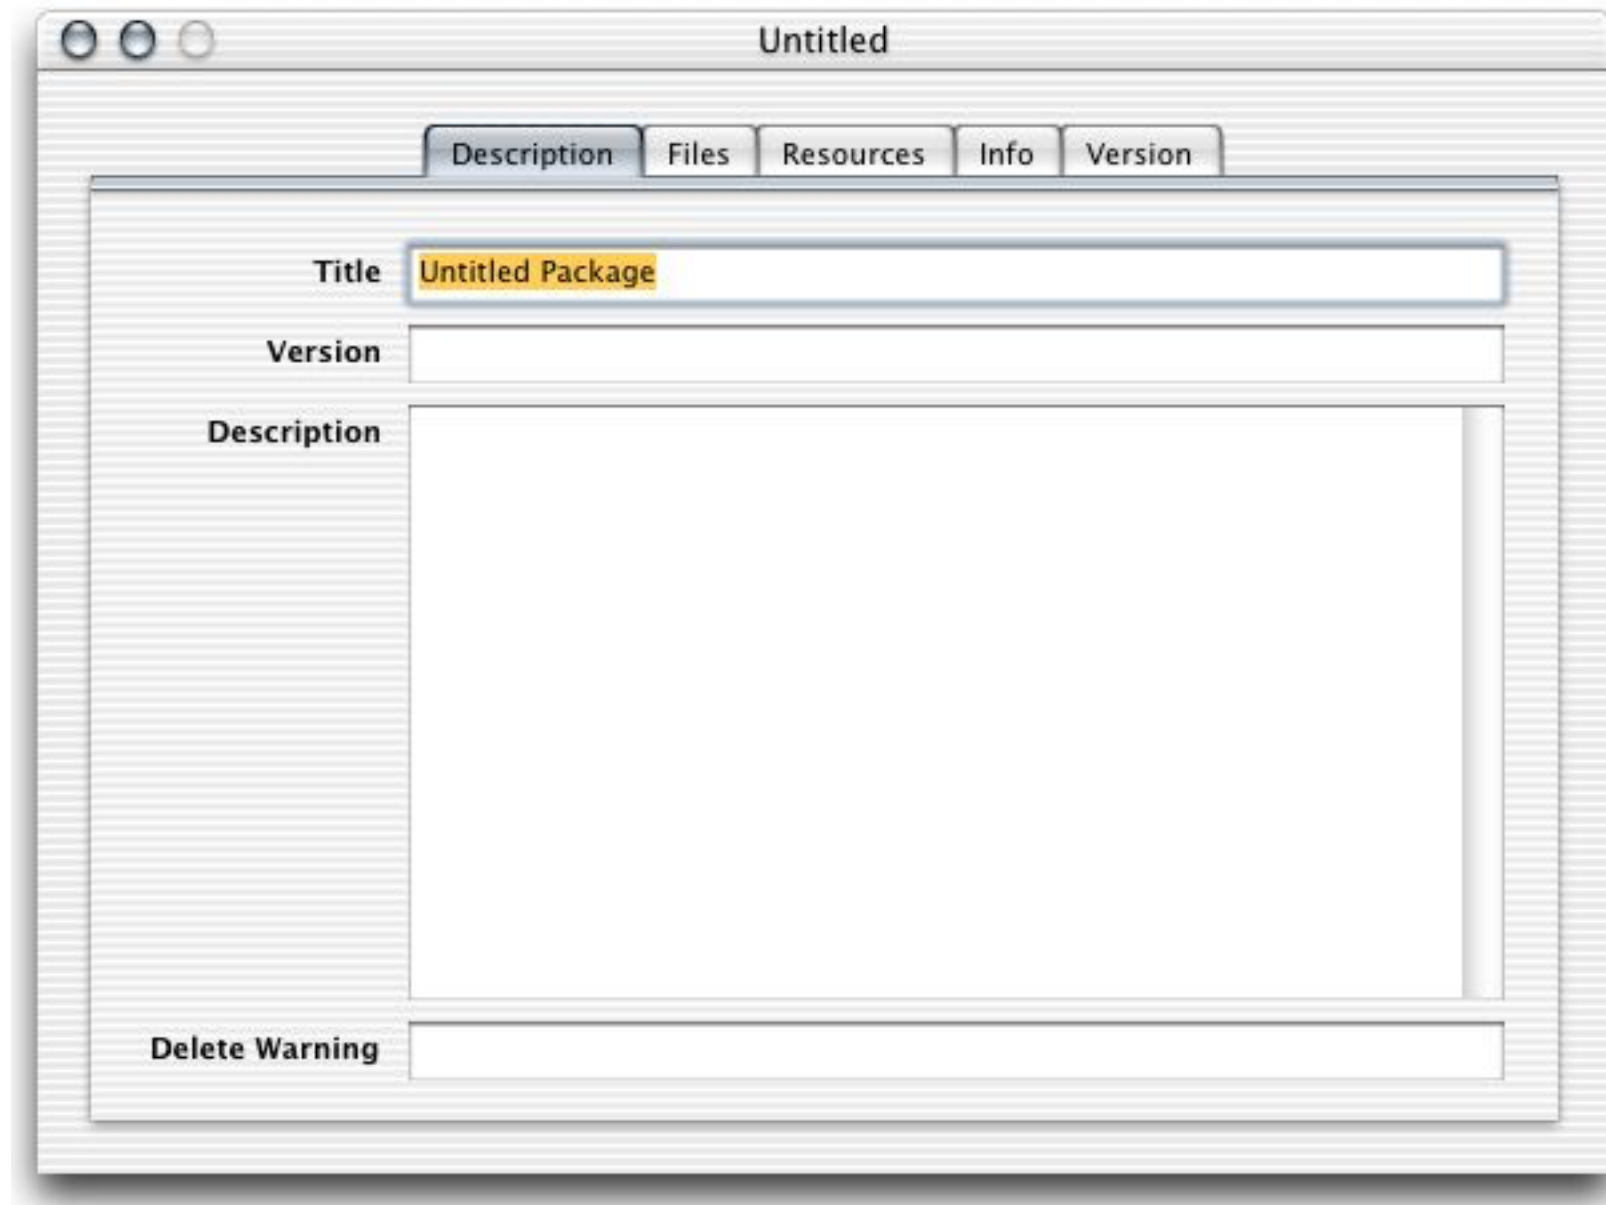 Untitled
Description Files Resources Info Version
Title Untitled Package
Version
Description
Delete Warning